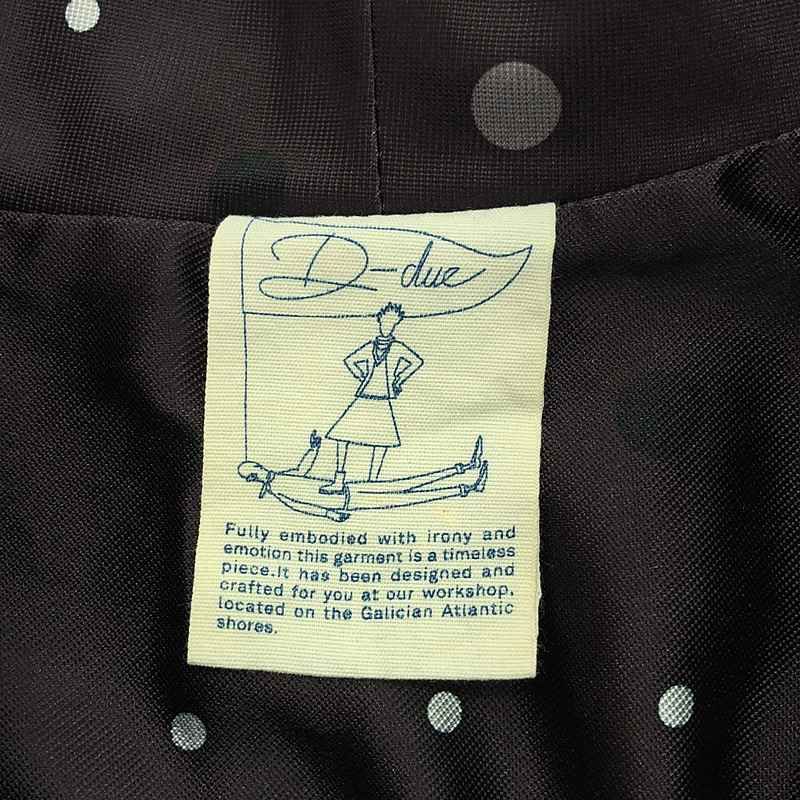 D-due
Fully embodied with irony and
emotion this garment is a timeless
piece.It has been designed and
crafted for you at our workshop,
located on the Galician Atlantic
shores.